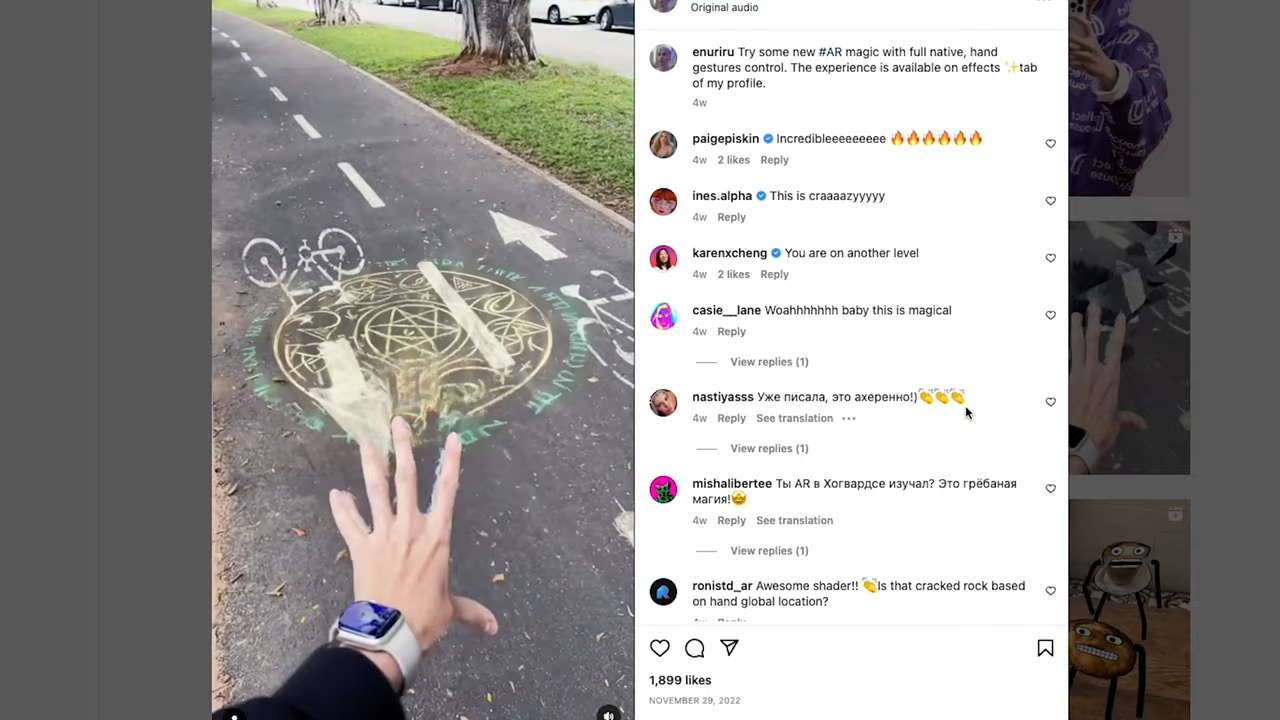 Original audio
enuriru Try some new #AR magic with full native, hand
gestures control. The experience is available on effects ✨tab
of my profile.
4w
paigepiskin Incredibleeeeeeeee 🔥🔥🔥🔥🔥🔥
4w 2 likes Reply
ines.alpha This is craaaazyyyyy
4w Reply
karenxcheng You are on another level
4w 2 likes Reply
casie__lane Woahhhhhhh baby this is magical
4w Reply
View replies (1)
nastiyasss Уже писала, это ахеренно!)👏👏👏
4w Reply See translation •••
View replies (1)
mishalibertee Ты AR в Хогвардсе изучал? Это грёбаная
магия!🤩
4w Reply See translation
View replies (1)
ronistd_ar Awesome shader!! 👏Is that cracked rock based
on hand global location?
4w Reply
1,899 likes
NOVEMBER 29, 2022